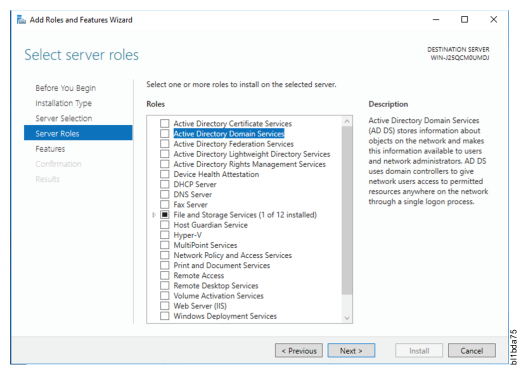 Add Roles and Features Wizard
Select server roles
DESTINATION SERVER
WIN-J2SQCM0UMDJ
Before You Begin
Installation Type
Server Selection
Server Roles
Features
Confirmation
Results
Select one or more roles to install on the selected server.
Roles
Active Directory Certificate Services
Active Directory Domain Services
Active Directory Federation Services
Active Directory Lightweight Directory Services
Active Directory Rights Management Services
Device Health Attestation
DHCP Server
DNS Server
Fax Server
File and Storage Services (1 of 12 installed)
Host Guardian Service
Hyper-V
MultiPoint Services
Network Policy and Access Services
Print and Document Services
Remote Access
Remote Desktop Services
Volume Activation Services
Web Server (IIS)
Windows Deployment Services
Description
Active Directory Domain Services
(AD DS) stores information about
objects on the network and makes
this information available to users
and network administrators. AD DS
uses domain controllers to give
network users access to permitted
resources anywhere on the network
through a single logon process.
< Previous
Next >
Install
Cancel
bl1bda75